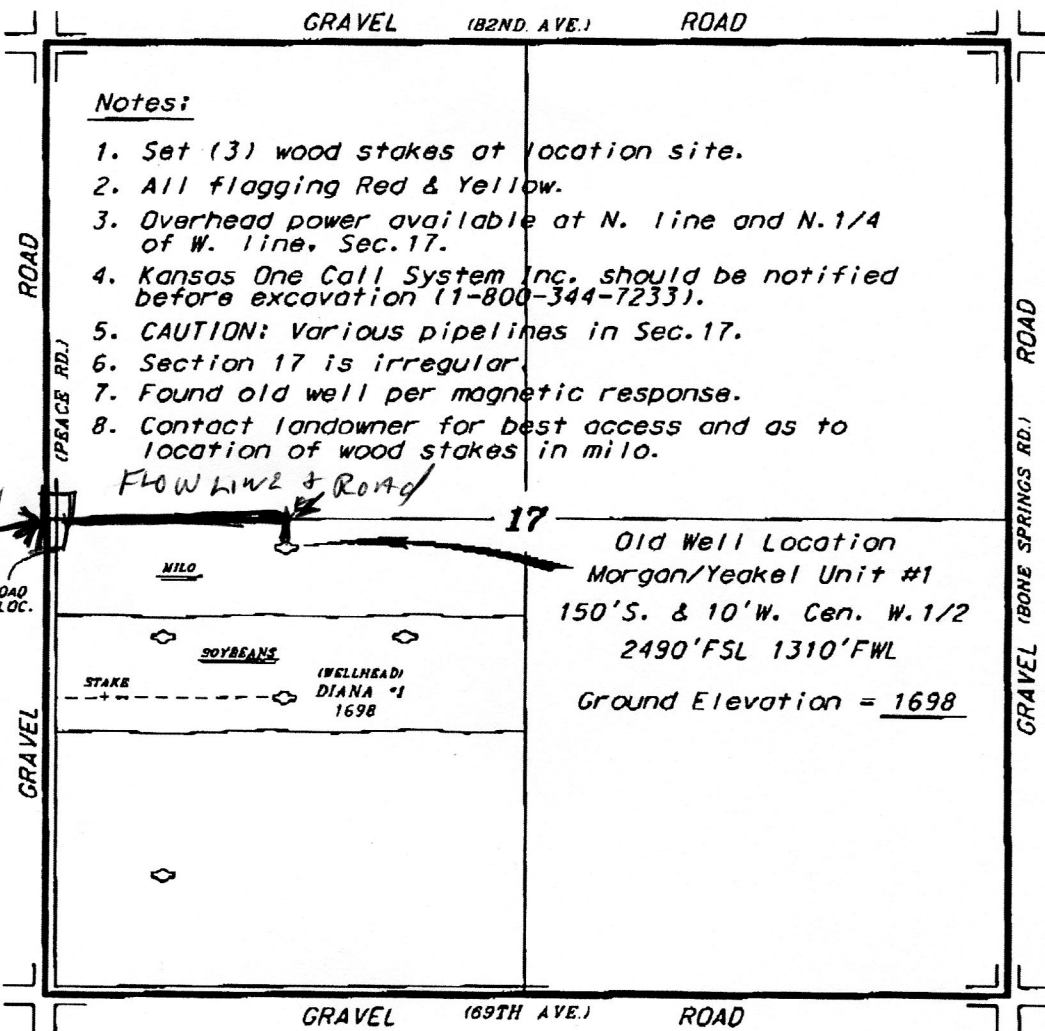 GRAVEL (82ND. AVE.) ROAD
Notes:
1. Set (3) wood stakes at location site.
2. All flagging Red & Yellow.
3. Overhead power available at N. line and N.1/4
of W. line, Sec.17.
4. Kansas One Call System Inc. should be notified
before excavation (1-800-344-7233).
5. CAUTION: Various pipelines in Sec.17.
6. Section 17 is irregular.
7. Found old well per magnetic response.
8. Contact landowner for best access and as to
location of wood stakes in milo.
GRAVEL (PEACE RD.) ROAD
GRAVEL (BONE SPRINGS RD.) ROAD
FLOW LINE & ROAD
17
LOC.
MILO
Old Well Location
Morgan/Yeakel Unit #1
150'S. & 10'W. Cen. W.1/2
2490'FSL 1310'FWL
Ground Elevation = 1698
SOYBEANS
STAKE
(WELLHEAD)
DIANA #1
1698
GRAVEL (69TH AVE.) ROAD